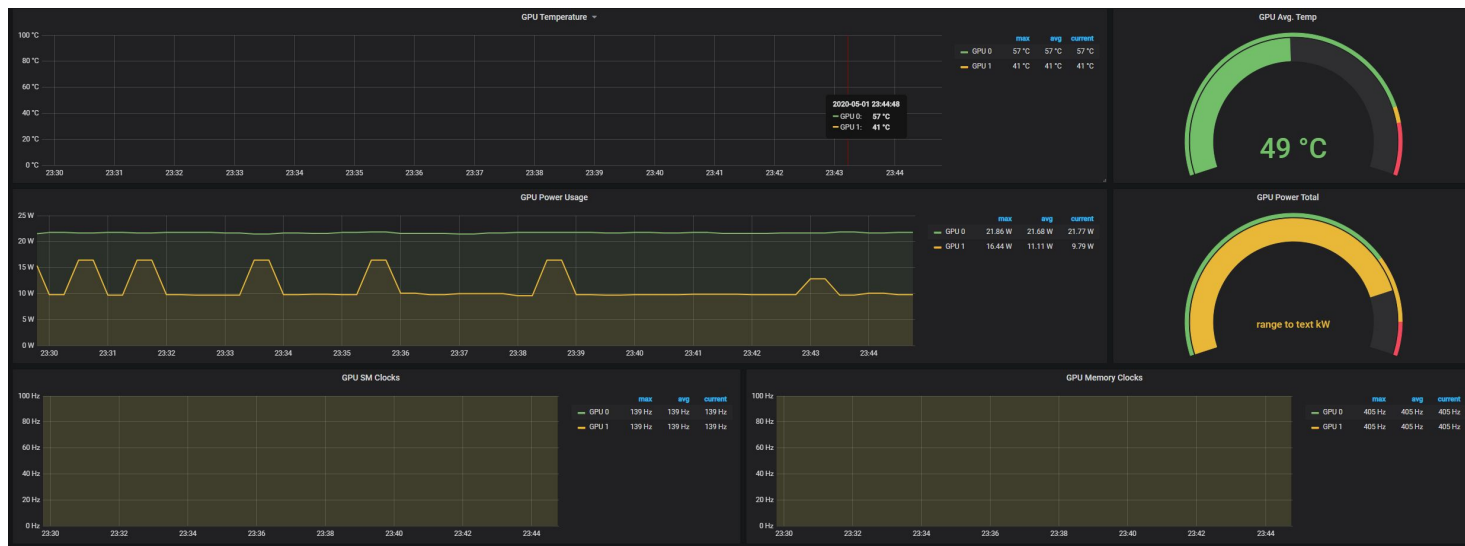 GPU Temperature
100 °C
80 °C
60 °C
40 °C
20 °C
0 °C
23:30 23:31 23:32 23:33 23:34 23:35 23:36 23:37 23:38 23:39 23:40 23:41 23:42 23:43 23:44
max avg current
GPU 0 57 °C 57 °C 57 °C
GPU 1 41 °C 41 °C 41 °C
2020-05-01 23:44:48
GPU 0: 57 °C
GPU 1: 41 °C
GPU Avg. Temp
49 °C
GPU Power Usage
25 W
20 W
15 W
10 W
5 W
0 W
23:30 23:31 23:32 23:33 23:34 23:35 23:36 23:37 23:38 23:39 23:40 23:41 23:42 23:43 23:44
max avg current
GPU 0 21.86 W 21.68 W 21.77 W
GPU 1 16.44 W 11.11 W 9.79 W
GPU Power Total
range to text kW
GPU SM Clocks
100 Hz
80 Hz
60 Hz
40 Hz
20 Hz
0 Hz
23:30 23:32 23:34 23:36 23:38 23:40 23:42 23:44
max avg current
GPU 0 139 Hz 139 Hz 139 Hz
GPU 1 139 Hz 139 Hz 139 Hz
GPU Memory Clocks
100 Hz
80 Hz
60 Hz
40 Hz
20 Hz
0 Hz
23:30 23:32 23:34 23:36 23:38 23:40 23:42 23:44
max avg current
GPU 0 405 Hz 405 Hz 405 Hz
GPU 1 405 Hz 405 Hz 405 Hz